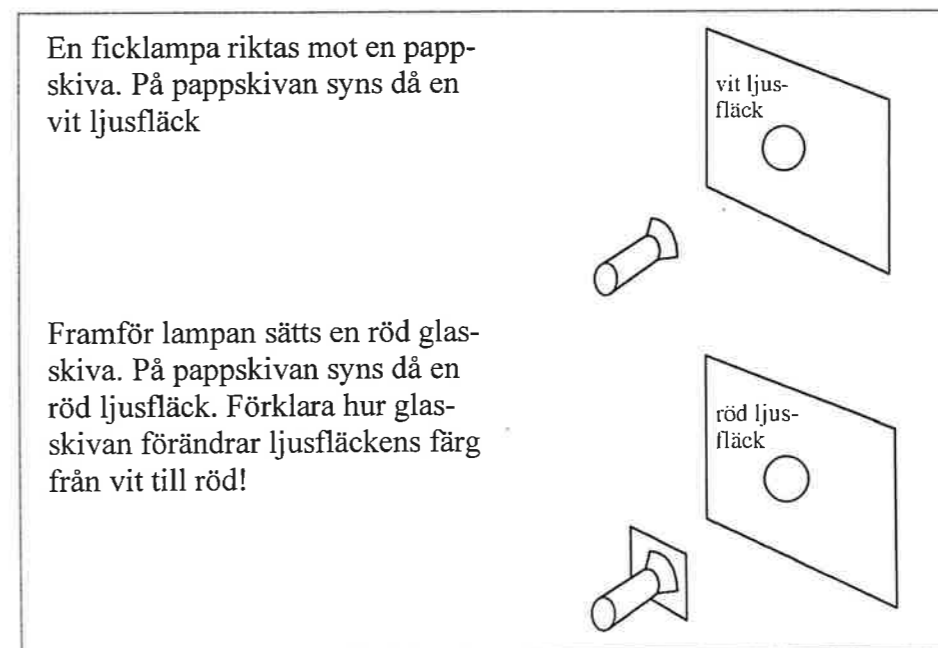 En ficklampa riktas mot en papp-
skiva. På pappskivan syns då en
vit ljusfläck
vit ljus-
fläck
Framför lampan sätts en röd glas-
skiva. På pappskivan syns då en
röd ljusfläck. Förklara hur glas-
skivan förändrar ljusfläckens färg
från vit till röd!
röd ljus-
fläck